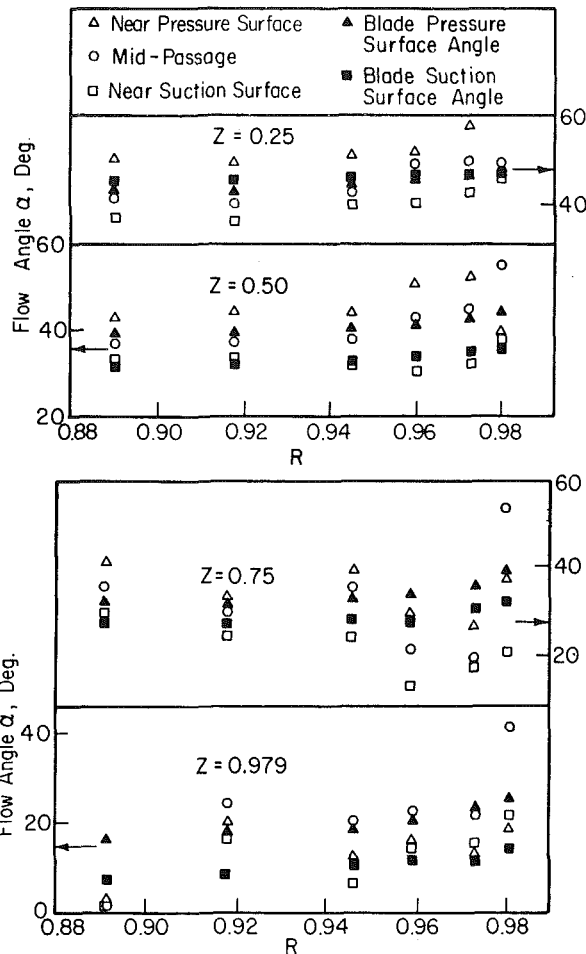 △ Near Pressure Surface
○ Mid-Passage
□ Near Suction Surface
▲ Blade Pressure
Surface Angle
■ Blade Suction
Surface Angle
Z = 0.25
60
40
Flow Angle α, Deg.
60
40
20
Z = 0.50
0.88
0.90
0.92
0.94
0.96
0.98
R
Z=0.75
60
40
20
Flow Angle α, Deg.
40
20
0
Z = 0.979
0.88
0.90
0.92
0.94
0.96
0.98
R